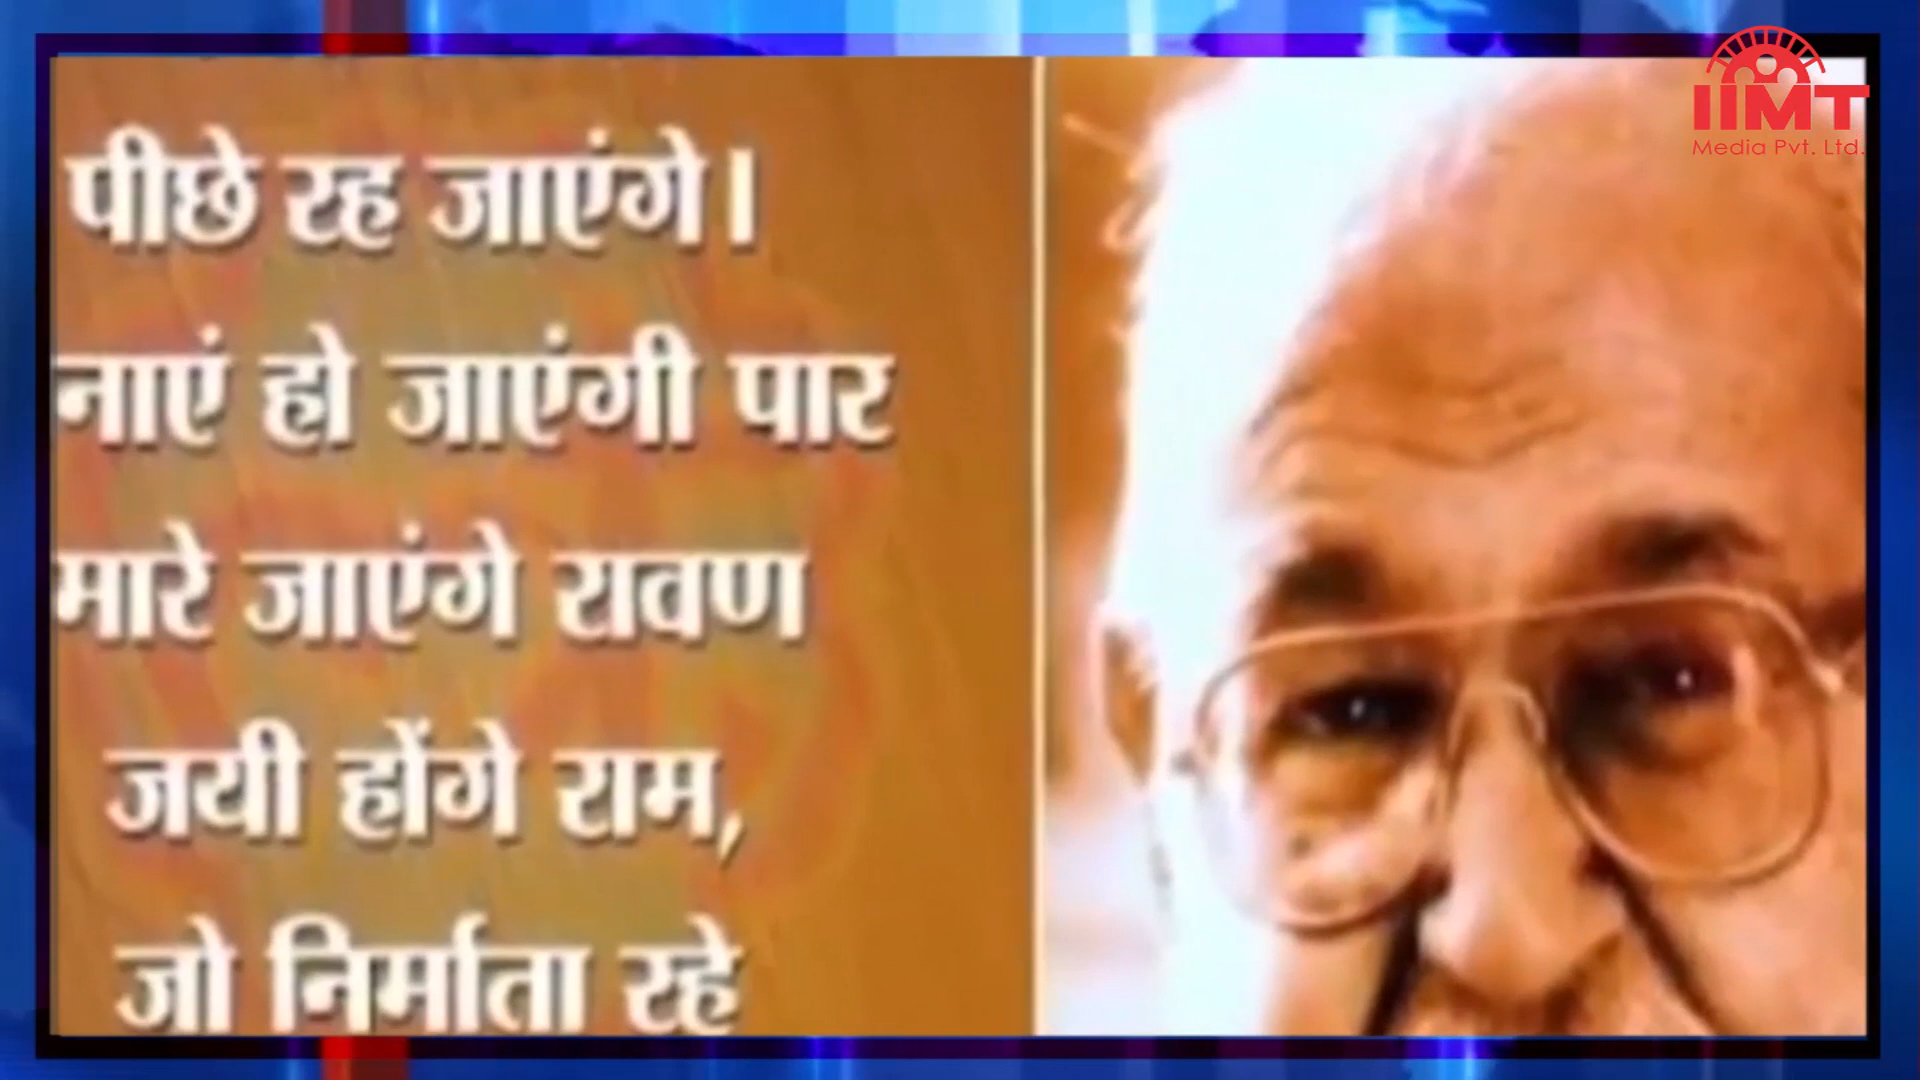 IIMT
Media Pvt. Ltd.
पीछे रह जाएंगे।
नाएं हो जाएंगी पार
मारे जाएंगे रावण
जयी होंगे राम,
जो निर्माता रहे